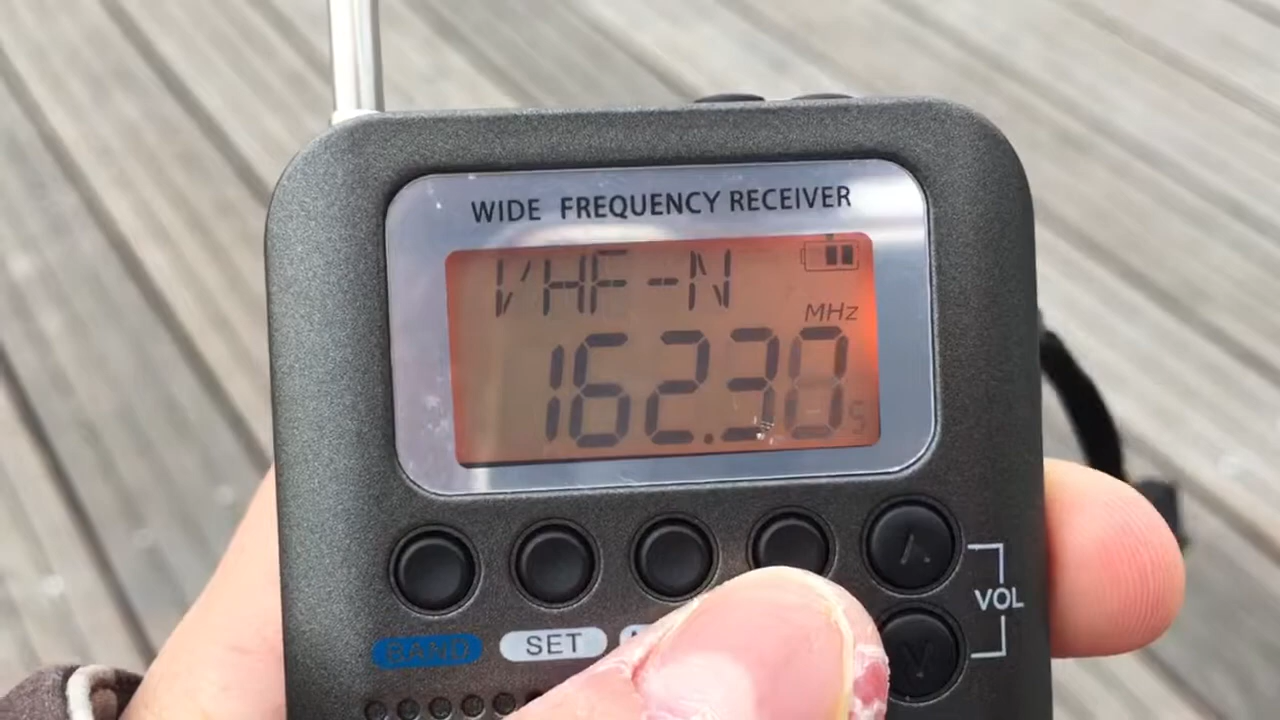 WIDE FREQUENCY RECEIVER
VHF-N
MHz
162.30
VOL
BAND
SET